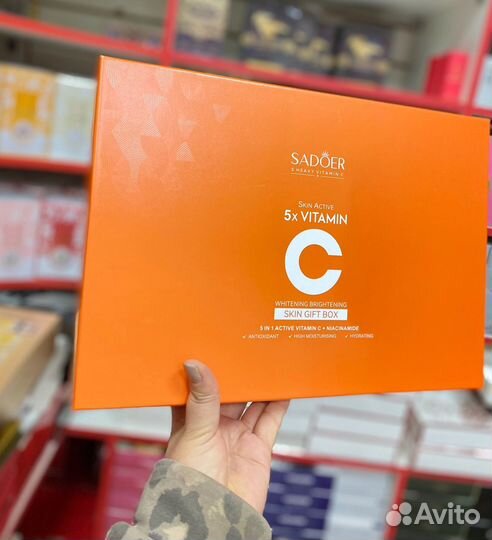 SADOER
5 HEAVY VITAMIN C
SKIN ACTIVE
5X VITAMIN
C
WHITENING BRIGHTENING
SKIN GIFT BOX
5 IN 1 ACTIVE VITAMIN C + NIACINAMIDE
✓ ANTIOXIDANT ✓ HIGH MOISTURISING ✓ HYDRATING
Avito